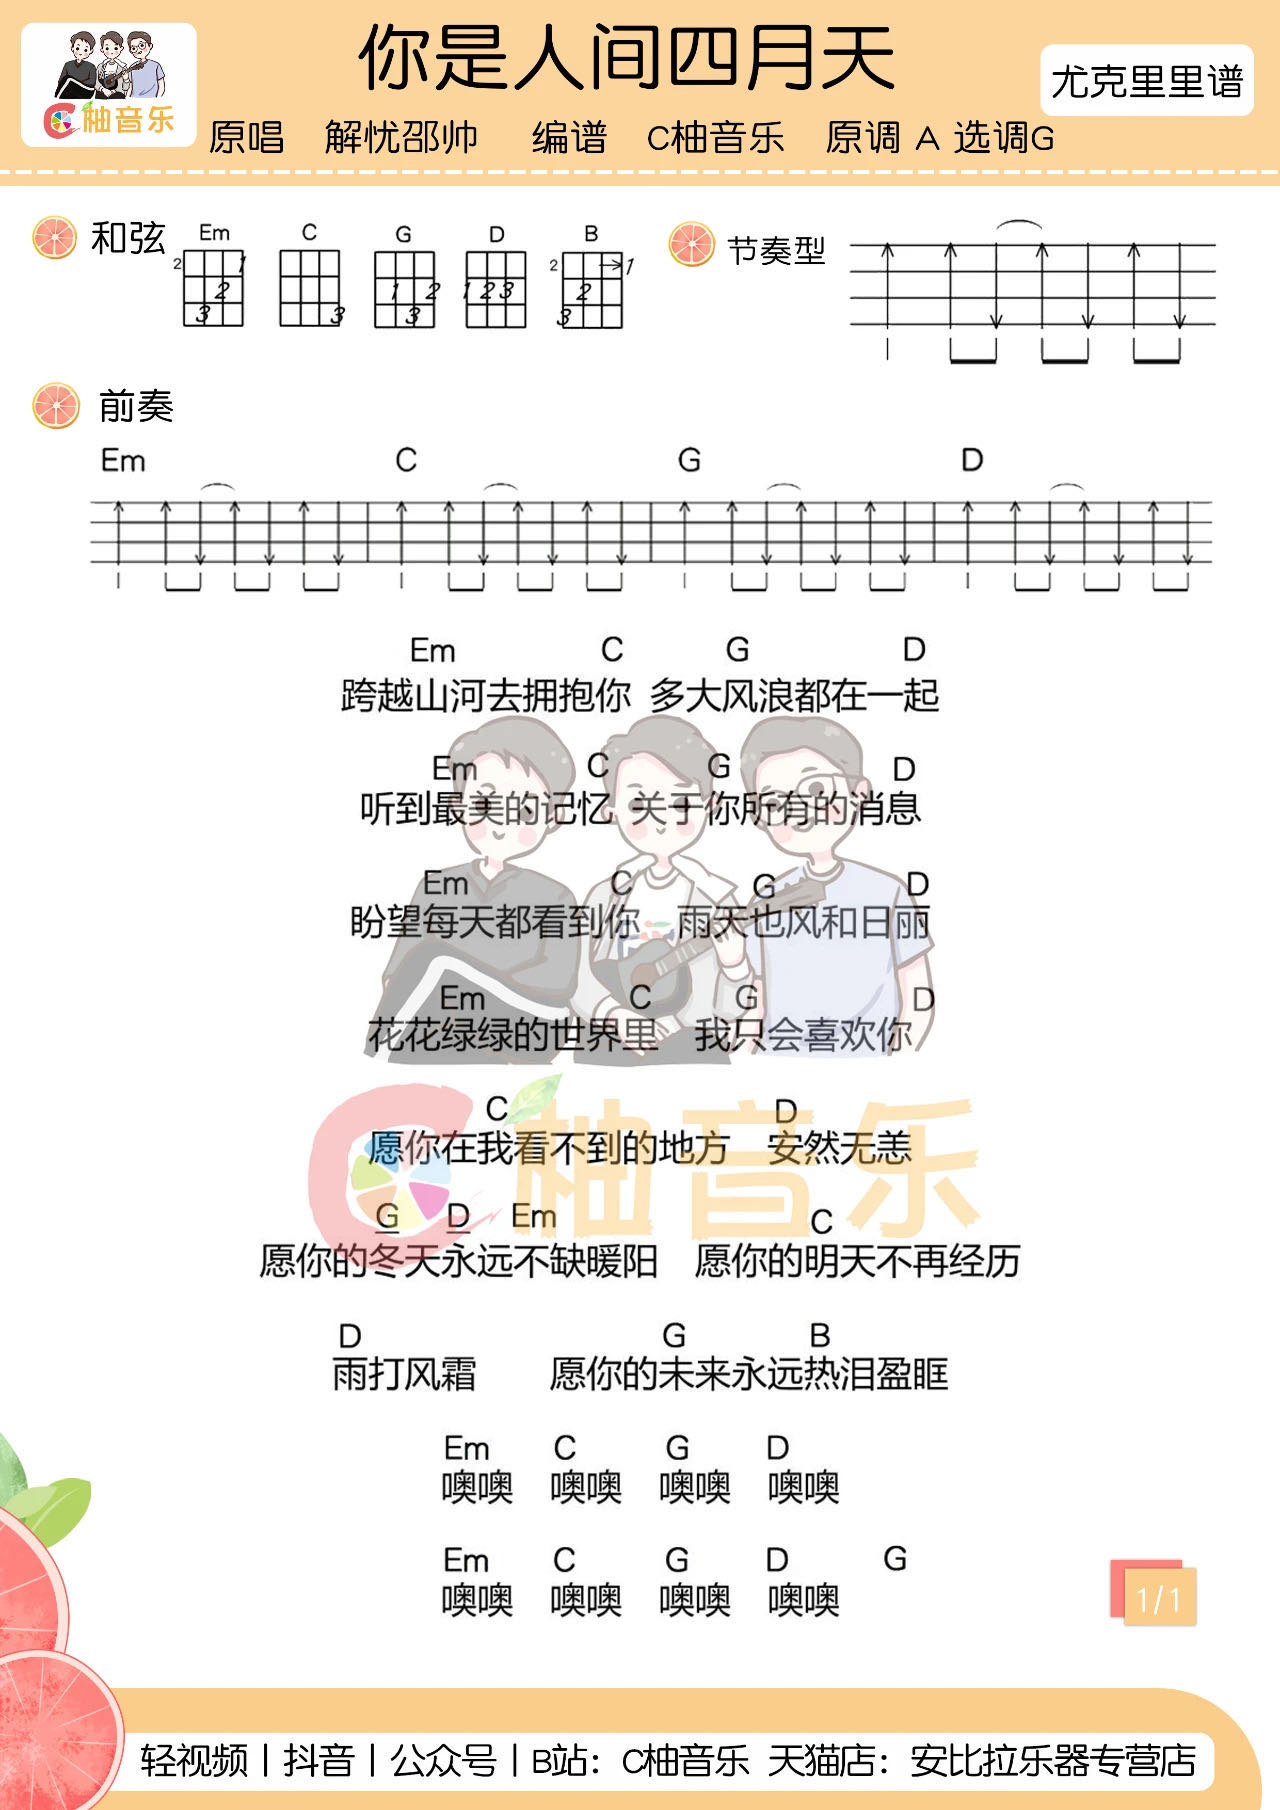 你是人间四月天
C柚音乐
尤克里里谱
原唱 解忧邵帅 编谱 C柚音乐 原调 A 选调G
和弦 Em C G D B 节奏型
2 1 2 3
3
1 2 3
1 2 3
2 1 2 3
前奏
Em C G D
Em C G D
跨越山河去拥抱你 多大风浪都在一起
Em C G D
听到最美的记忆 关于你所有的消息
Em C G D
盼望每天都看到你 雨天也风和日丽
Em C G D
花花绿绿的世界里 我只会喜欢你
C D
愿你在我看不到的地方 安然无恙
C柚音乐
G D Em C
愿你的冬天永远不缺暖阳 愿你的明天不再经历
D G B
雨打风霜 愿你的未来永远热泪盈眶
Em C G D
噢噢 噢噢 噢噢 噢噢
Em C G D G
噢噢 噢噢 噢噢 噢噢
1/1
轻视频丨抖音丨公众号丨B站：C柚音乐 天猫店：安比拉乐器专营店